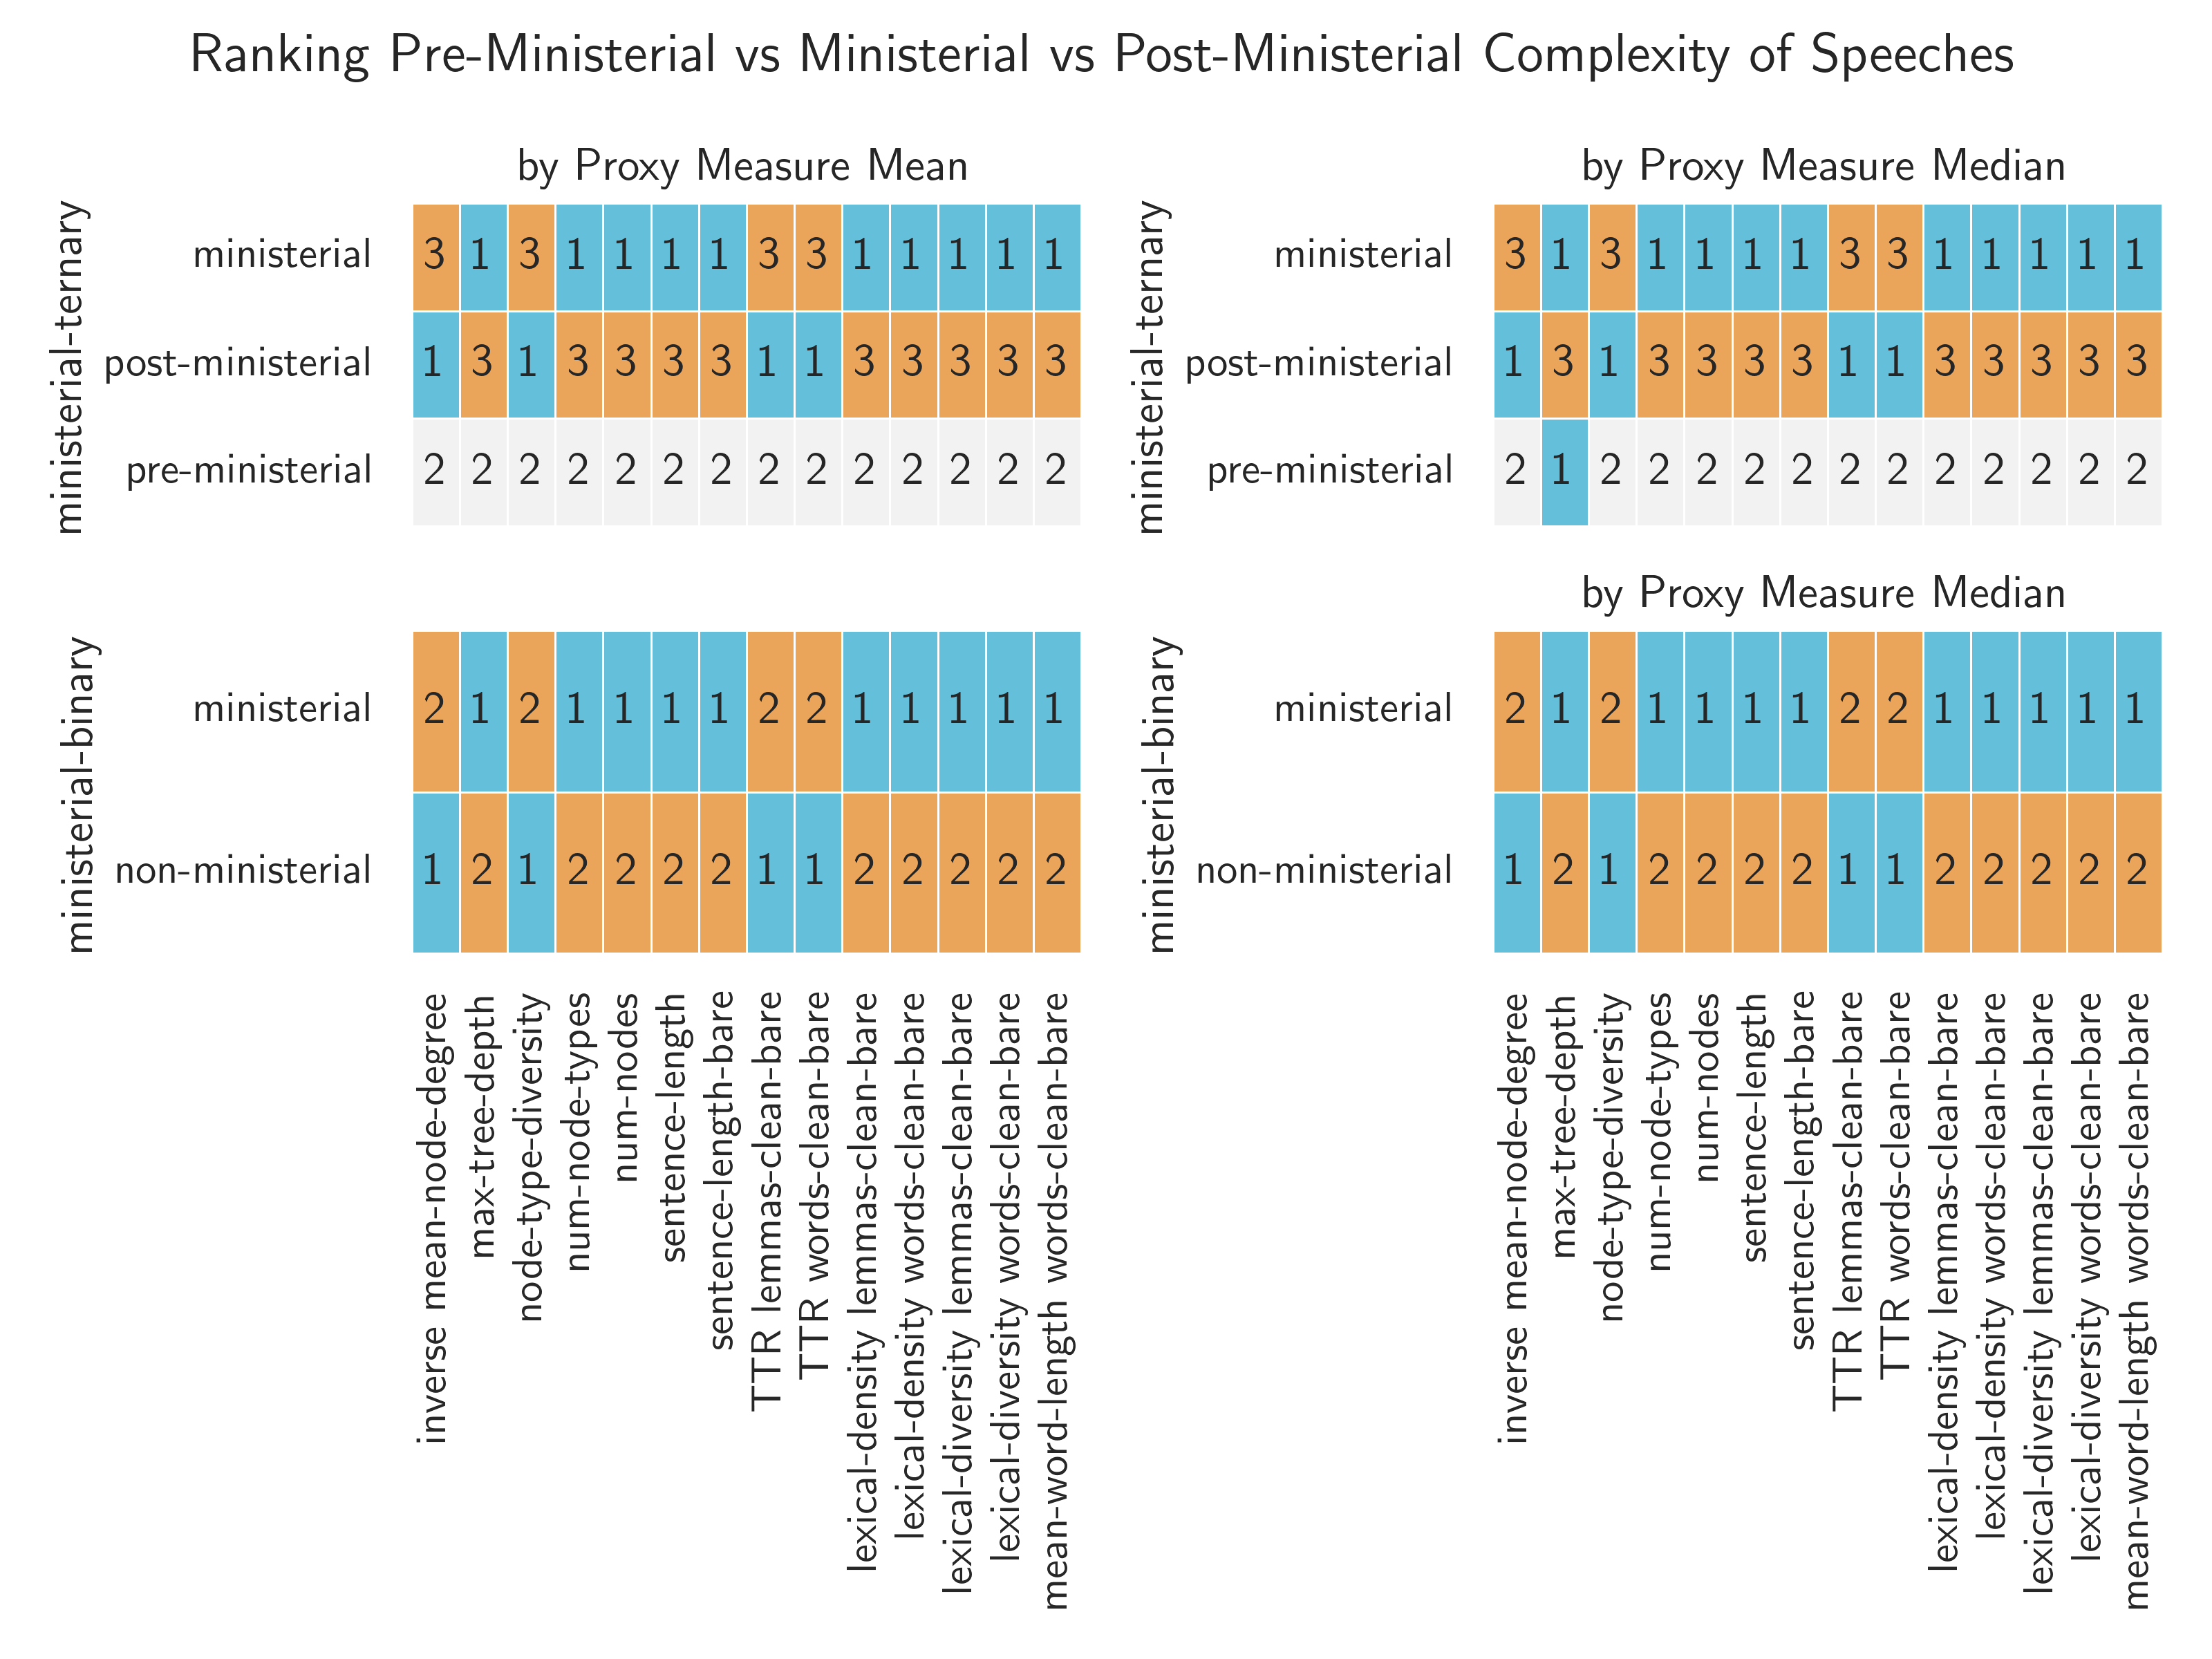 Ranking Pre-Ministerial vs Ministerial vs Post-Ministerial Complexity of Speeches
by Proxy Measure Mean
ministerial-ternary
ministerial 3 1 3 1 1 1 1 3 3 1 1 1 1 1
post-ministerial 1 3 1 3 3 3 3 1 1 3 3 3 3 3
pre-ministerial 2 2 2 2 2 2 2 2 2 2 2 2 2 2
by Proxy Measure Median
ministerial-ternary
ministerial 3 1 3 1 1 1 1 3 3 1 1 1 1 1
post-ministerial 1 3 1 3 3 3 3 1 1 3 3 3 3 3
pre-ministerial 2 1 2 2 2 2 2 2 2 2 2 2 2 2
ministerial-binary
ministerial 2 1 2 1 1 1 1 2 2 1 1 1 1 1
non-ministerial 1 2 1 2 2 2 2 1 1 2 2 2 2 2
inverse mean-node-degree
max-tree-depth
node-type-diversity
num-node-types
num-nodes
sentence-length
sentence-length-bare
TTR lemmas-clean-bare
TTR words-clean-bare
lexical-density lemmas-clean-bare
lexical-density words-clean-bare
lexical-diversity lemmas-clean-bare
lexical-diversity words-clean-bare
mean-word-length words-clean-bare
by Proxy Measure Median
ministerial-binary
ministerial 2 1 2 1 1 1 1 2 2 1 1 1 1 1
non-ministerial 1 2 1 2 2 2 2 1 1 2 2 2 2 2
inverse mean-node-degree
max-tree-depth
node-type-diversity
num-node-types
num-nodes
sentence-length
sentence-length-bare
TTR lemmas-clean-bare
TTR words-clean-bare
lexical-density lemmas-clean-bare
lexical-density words-clean-bare
lexical-diversity lemmas-clean-bare
lexical-diversity words-clean-bare
mean-word-length words-clean-bare